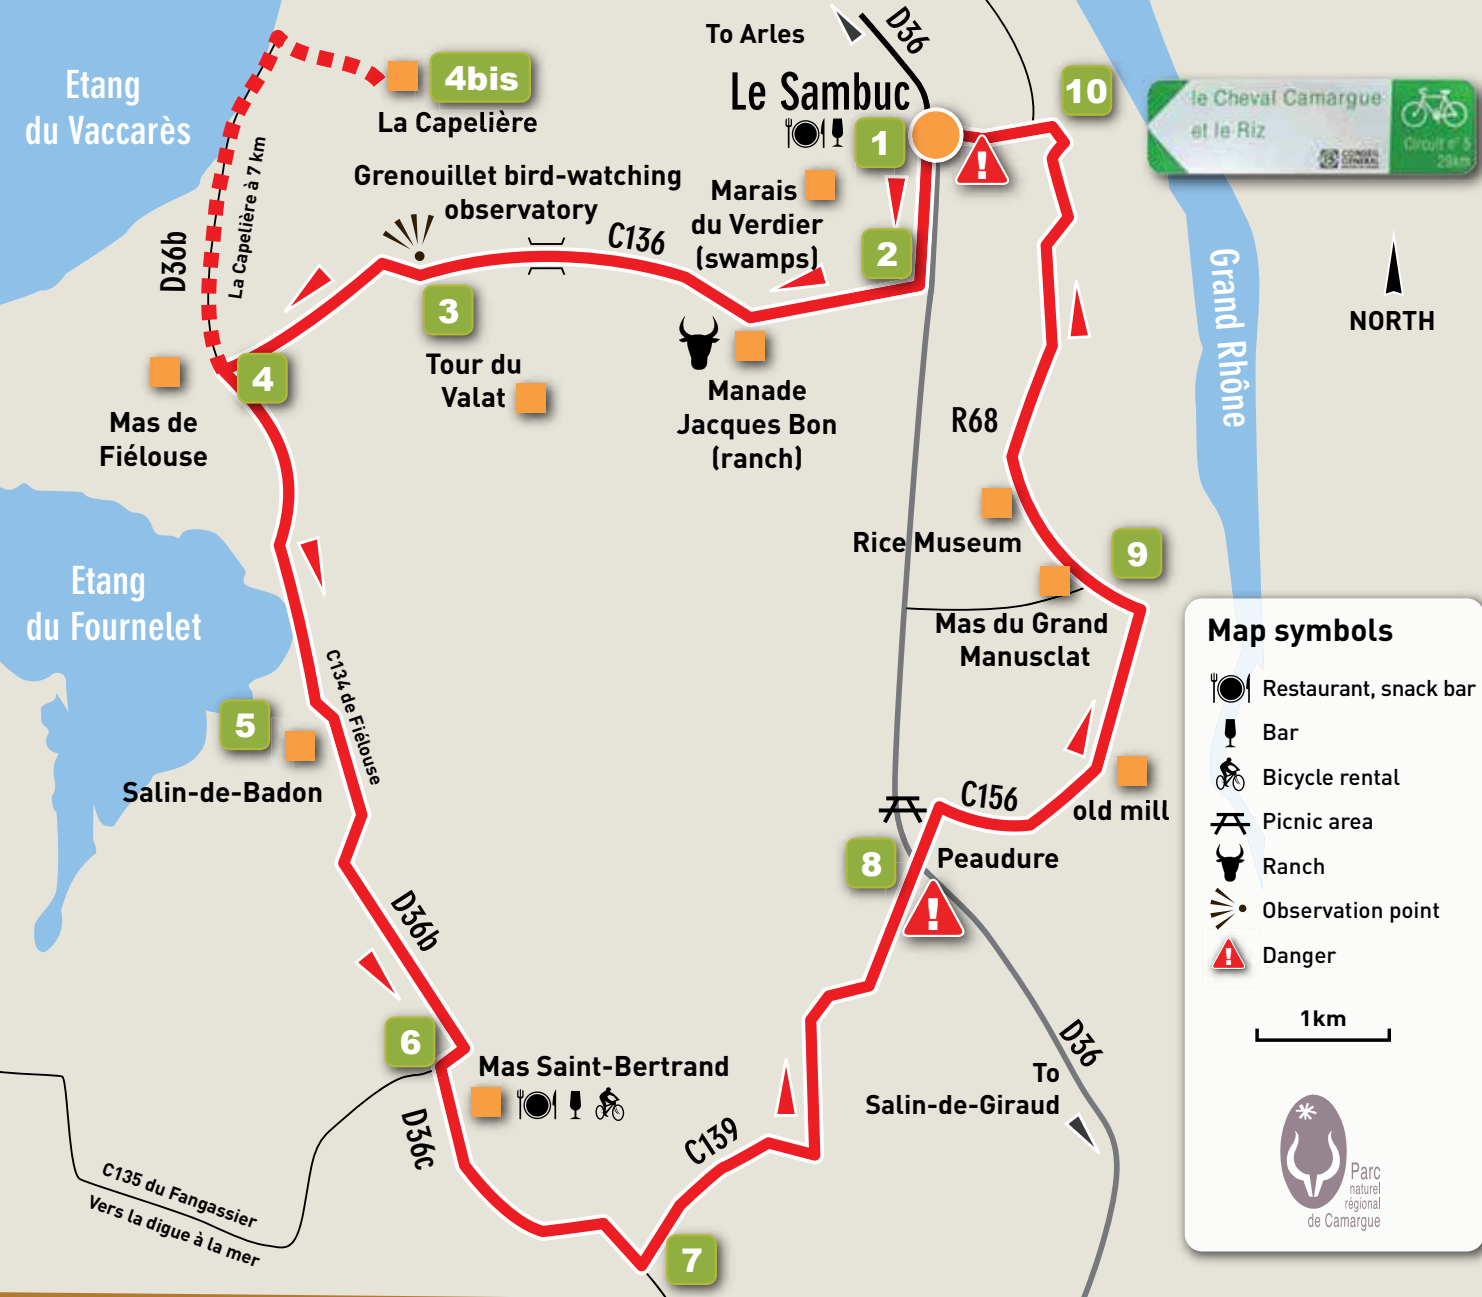 To Arles
D36
Etang
du Vaccarès
4bis
La Capelière
Le Sambuc
1
10
le Cheval Camargue
et le Riz
CONSEIL
GENERAL
Circuit n° 5
29km
La Capelière à 7 km
D36b
Grenouillet bird-watching
observatory
C136
Marais
du Verdier
(swamps)
2
3
Tour du
Valat
Manade
Jacques Bon
(ranch)
4
Mas de
Fiélouse
Grand Rhône
NORTH
R68
Rice Museum
9
Mas du Grand
Manusclat
Etang
du Fournelet
C134 de Fiélouse
5
Salin-de-Badon
C156
old mill
8
Peaudure
D36b
6
Mas Saint-Bertrand
D36c
C139
D36
To
Salin-de-Giraud
C135 du Fangassier
Vers la digue à la mer
7
Map symbols
Restaurant, snack bar
Bar
Bicycle rental
Picnic area
Ranch
Observation point
Danger
1km
Parc
naturel
régional
de Camargue